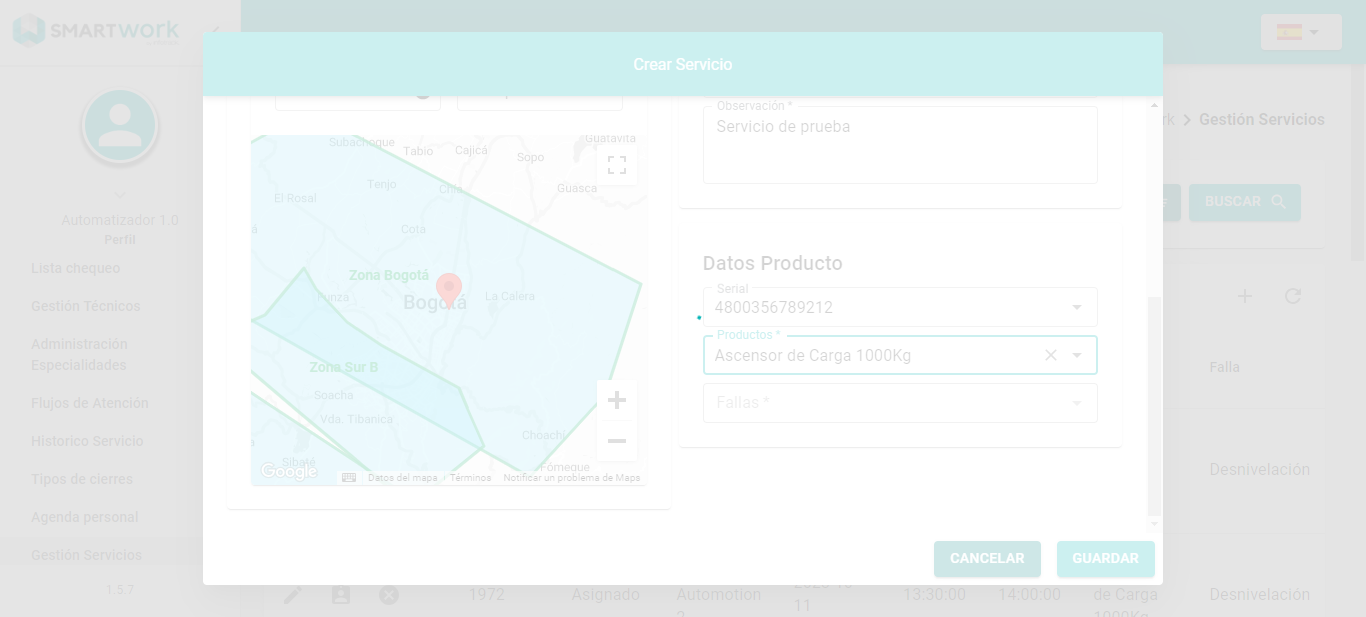 SMARTwork
Crear Servicio
Gestión Servicios
BUSCAR
Automatizador 1.0
Perfil
Lista chequeo
Gestión Técnicos
Administración
Especialidades
Flujos de Atención
Historico Servicio
Tipos de cierres
Agenda personal
Gestión Servicios
1.5.7
Subachoque
Tabio
Cajicá
Sopo
Guatavita
Tenjo
Chía
Guasca
El Rosal
Cota
Zona Bogotá
Funza
Bogotá
La Calera
Zona Sur B
Soacha
Vda. Tibanica
Choachí
Sibaté
Fómeque
Google
Datos del mapa
Términos
Notificar un problema de Maps
Observación *
Servicio de prueba
Datos Producto
Serial
4800356789212
Productos *
Ascensor de Carga 1000Kg
Fallas *
CANCELAR
GUARDAR
Falla
Desnivelación
1972
Asignado
Automotion
11
13:30:00
14:00:00
de Carga
1000Kg
Desnivelación